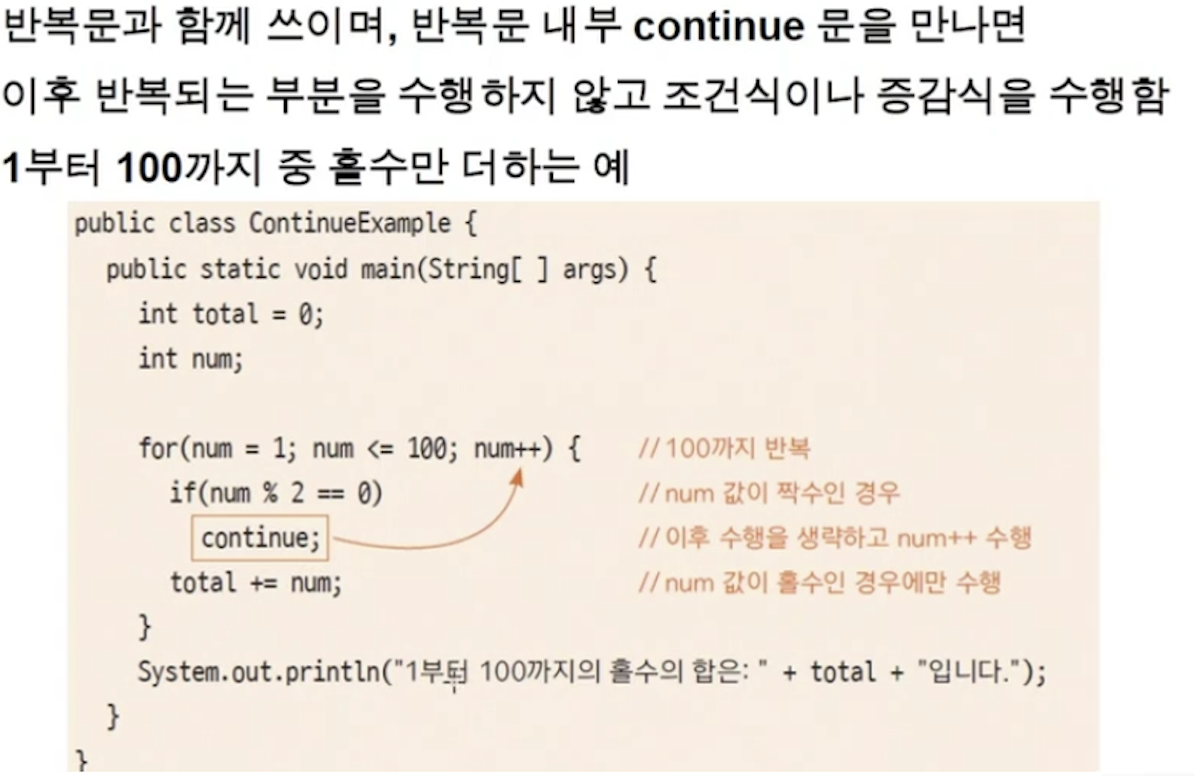 반복문과 함께 쓰이며, 반복문 내부 continue 문을 만나면
이후 반복되는 부분을 수행하지 않고 조건식이나 증감식을 수행함
1부터 100까지 중 홀수만 더하는 예
public class ContinueExample {
public static void main(String[ ] args) {
int total = 0;
int num;
for(num = 1; num <= 100; num++) { //100까지 반복
if(num % 2 == 0) //num 값이 짝수인 경우
continue; //이후 수행을 생략하고 num++ 수행
total += num; //num 값이 홀수인 경우에만 수행
}
System.out.println("1부터 100까지의 홀수의 합은: " + total + "입니다.");
}
}